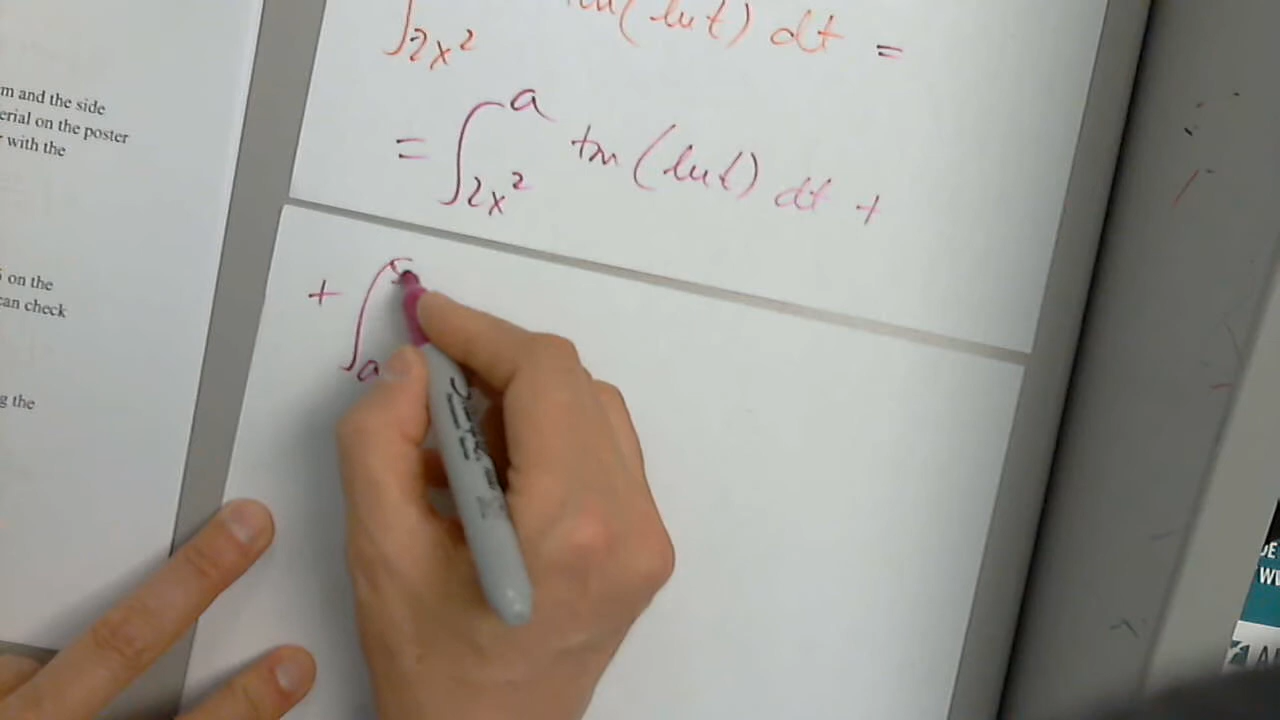 m and the side
erial on the poster
with the
on the
can check
g the
∫2x² (ln t) dt =
= ∫2x²^a tan (ln t) dt +
+ ∫a